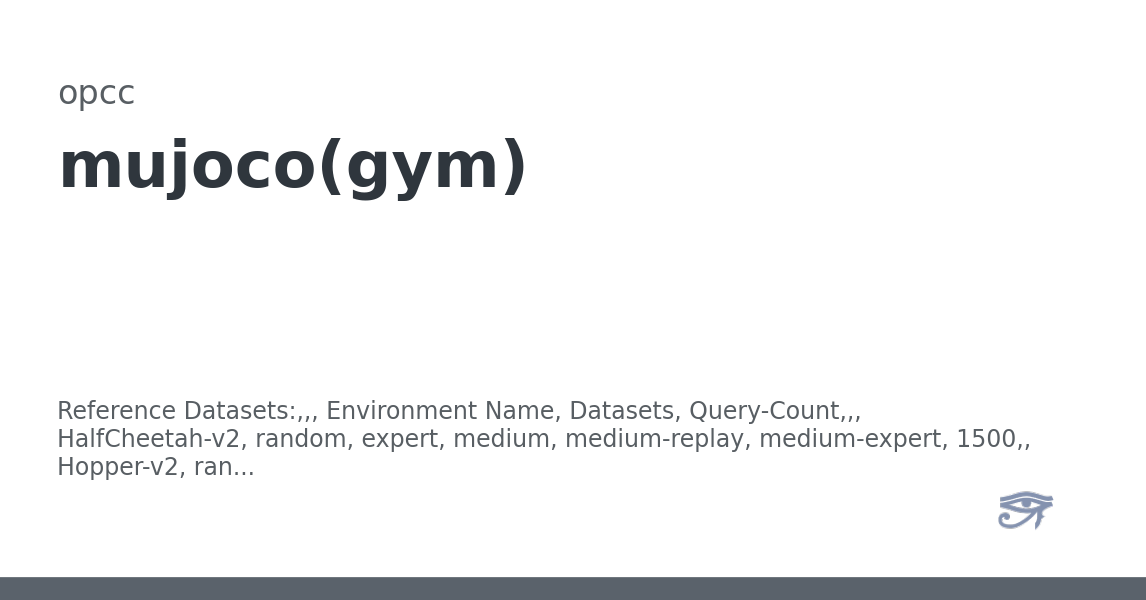 opcc
mujoco(gym)
Reference Datasets:,,, Environment Name, Datasets, Query-Count,,,
HalfCheetah-v2, random, expert, medium, medium-replay, medium-expert, 1500,,
Hopper-v2, ran...